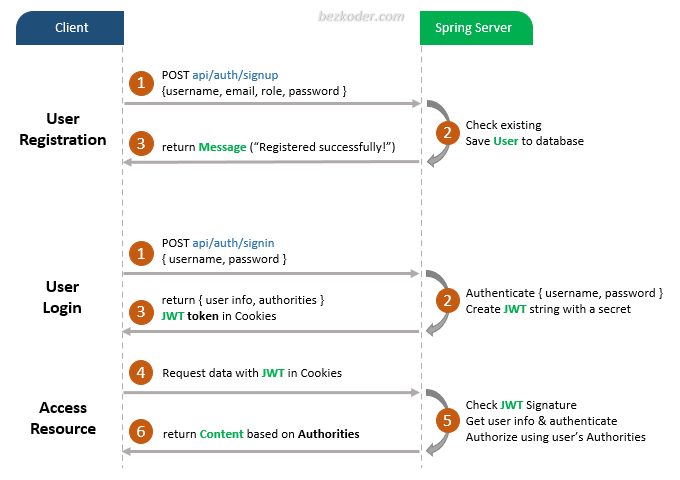 bezkoder.com
Client
Spring Server
User
Registration
1
POST api/auth/signup
{username, email, role, password }
2
Check existing
Save User to database
3
return Message (“Registered successfully!”)
User
Login
1
POST api/auth/signin
{ username, password }
2
Authenticate { username, password }
Create JWT string with a secret
3
return { user info, authorities }
JWT token in Cookies
Access
Resource
4
Request data with JWT in Cookies
5
Check JWT Signature
Get user info & authenticate
Authorize using user’s Authorities
6
return Content based on Authorities